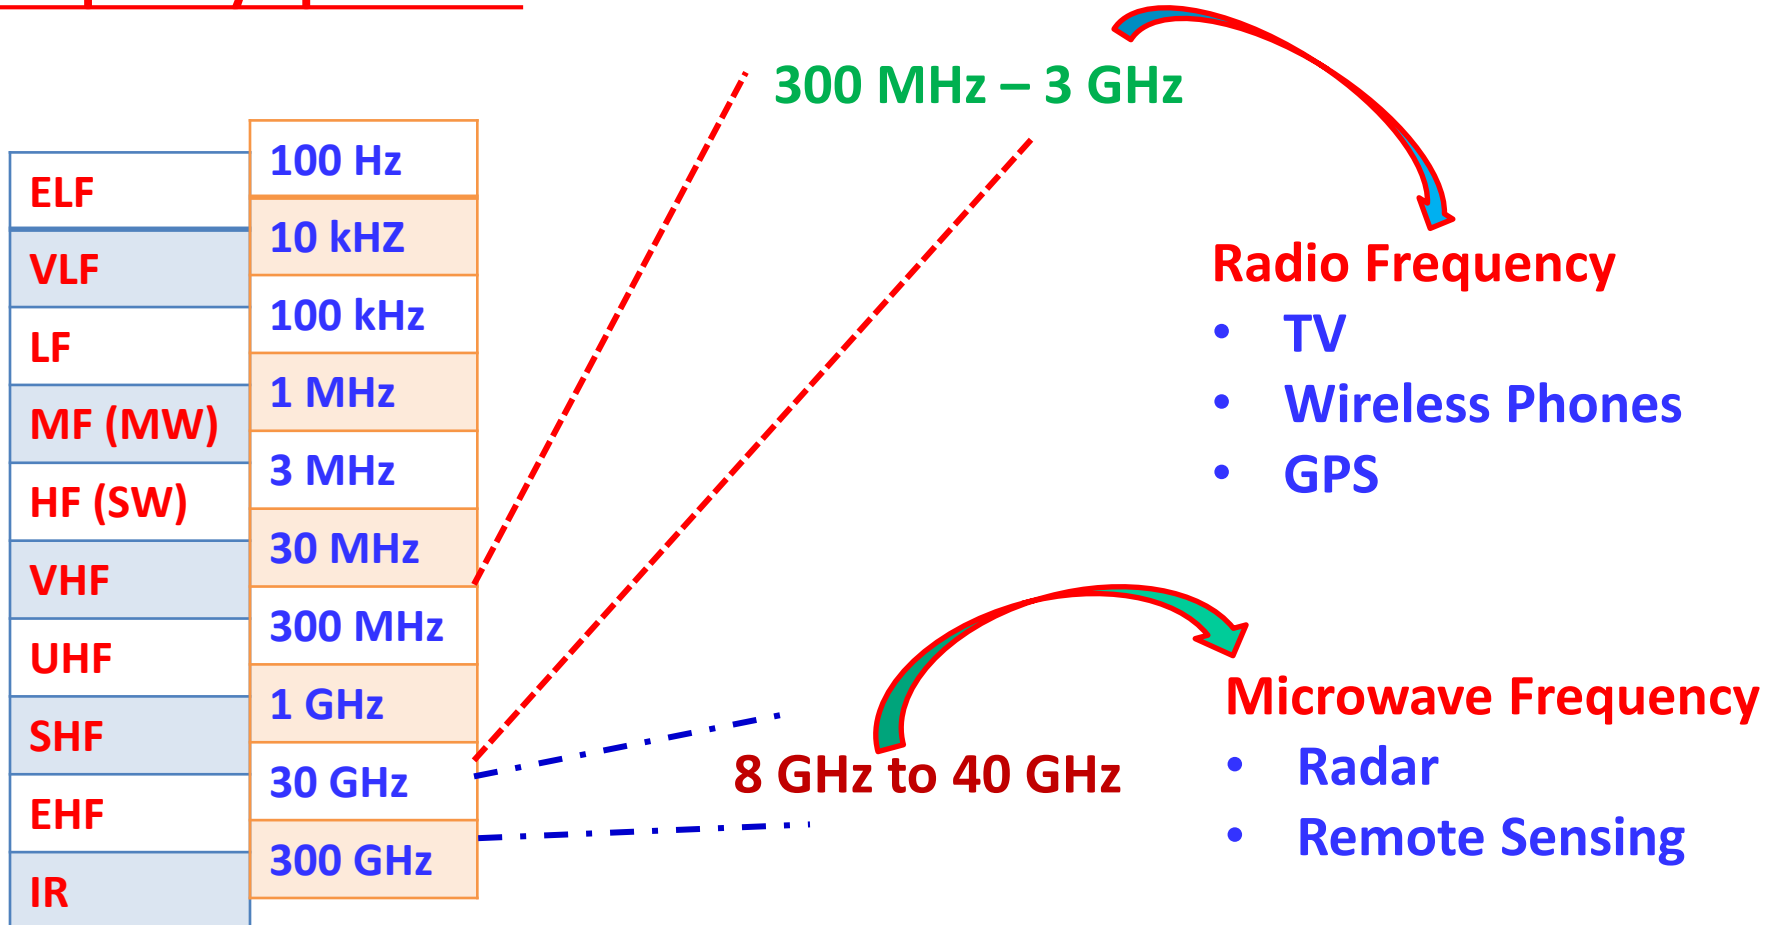 300 MHz – 3 GHz
100 Hz
ELF
10 kHZ
VLF
100 kHz
LF
1 MHz
MF (MW)
3 MHz
HF (SW)
30 MHz
VHF
300 MHz
UHF
1 GHz
SHF
30 GHz
EHF
300 GHz
IR
Radio Frequency
• TV
• Wireless Phones
• GPS
8 GHz to 40 GHz
Microwave Frequency
• Radar
• Remote Sensing